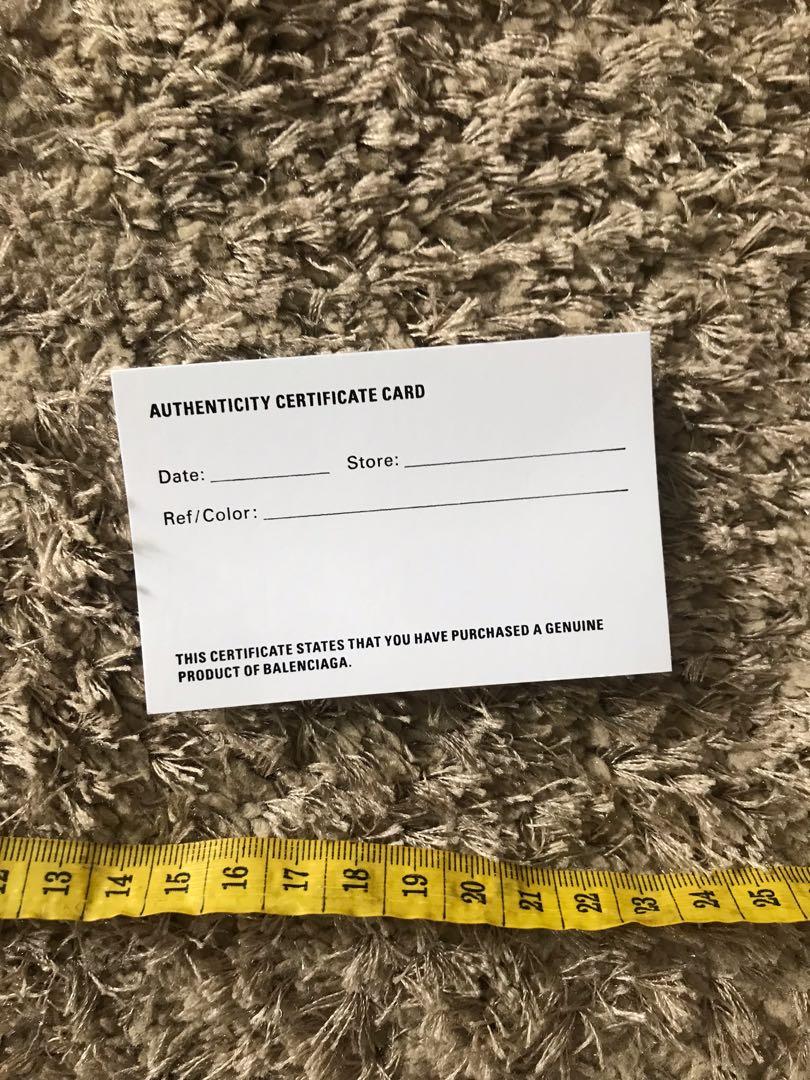 AUTHENTICITY CERTIFICATE CARD
Date: Store:
Ref/Color:
THIS CERTIFICATE STATES THAT YOU HAVE PURCHASED A GENUINE
PRODUCT OF BALENCIAGA.
12 13 14 15 16 17 18 19 20 21 22 23 24 25